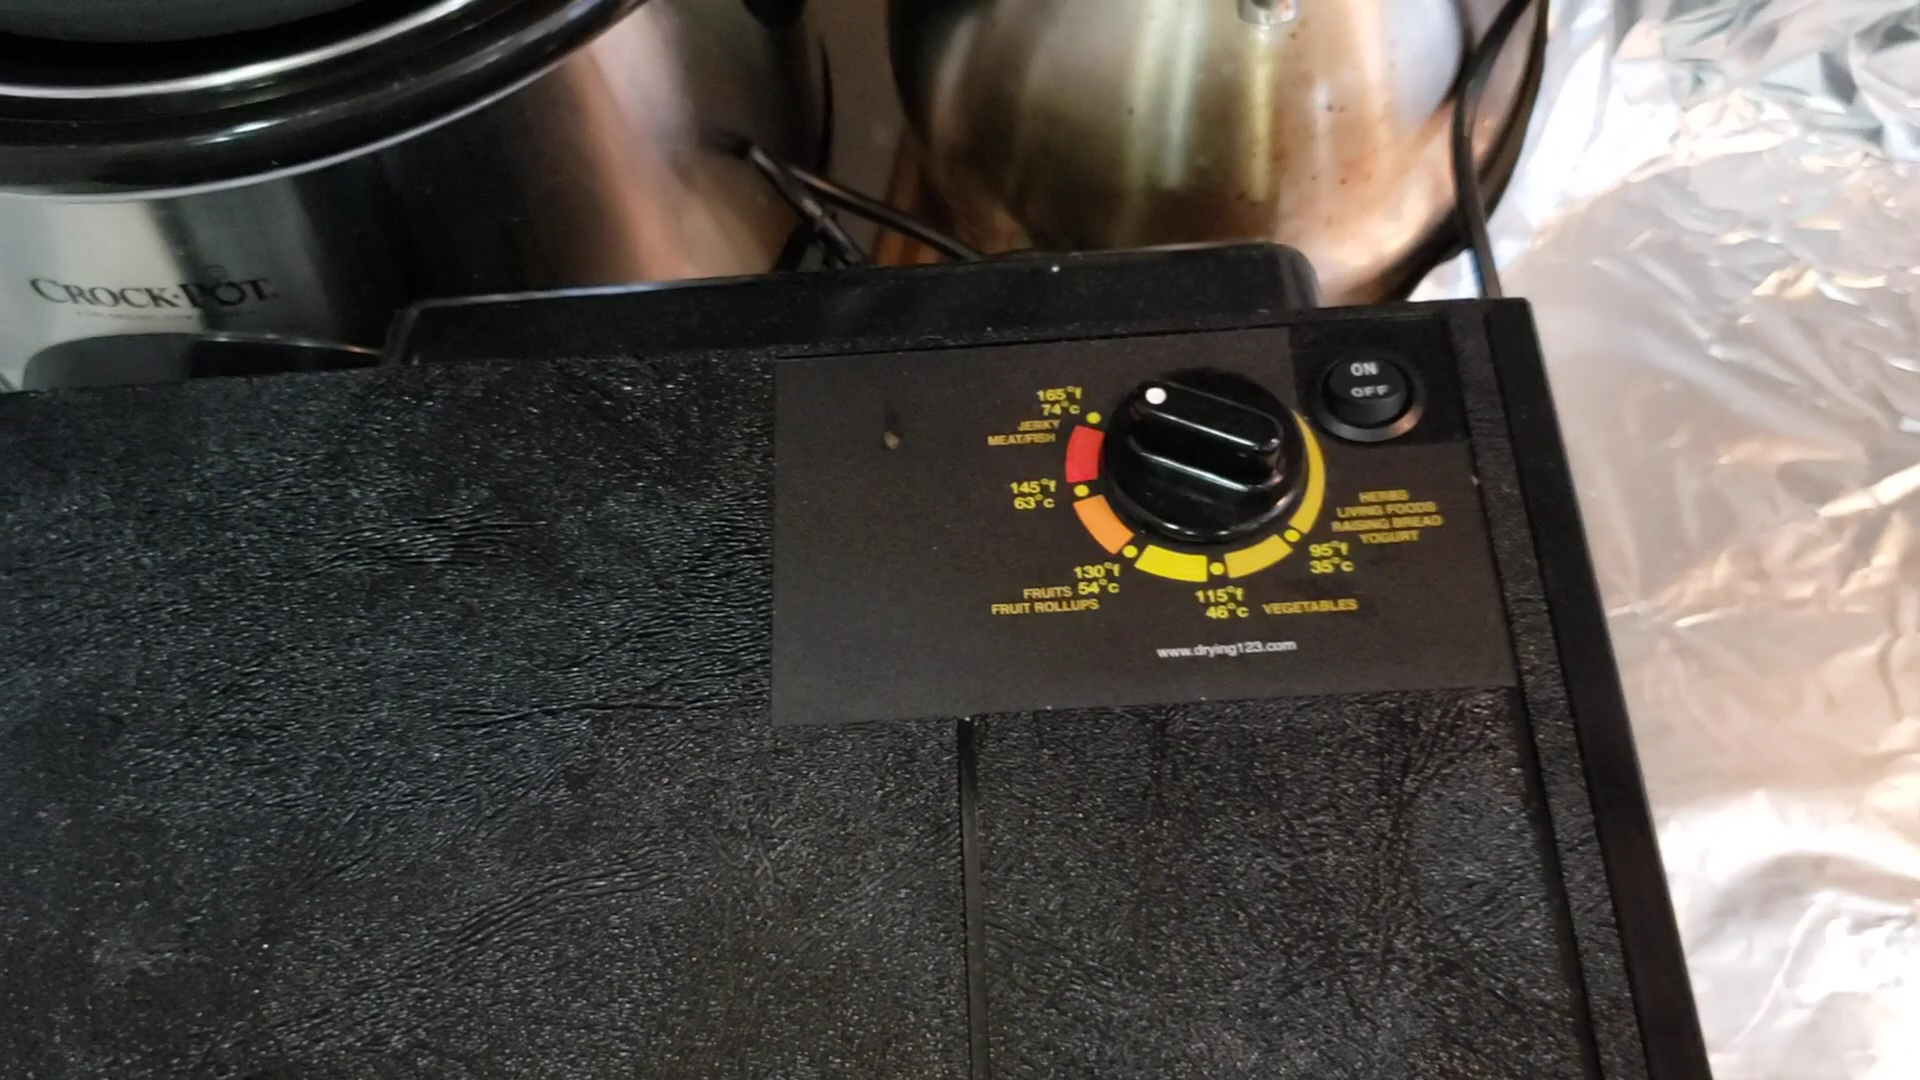 CROCK·POT
ON
OFF
165°f
74°c
JERKY
MEAT/FISH
145°f
63°c
130°f
54°c
FRUITS
FRUIT ROLLUPS
115°f
46°c
VEGETABLES
95°f
35°c
HERBS
LIVING FOODS
RAISING BREAD
YOGURT
www.drying123.com